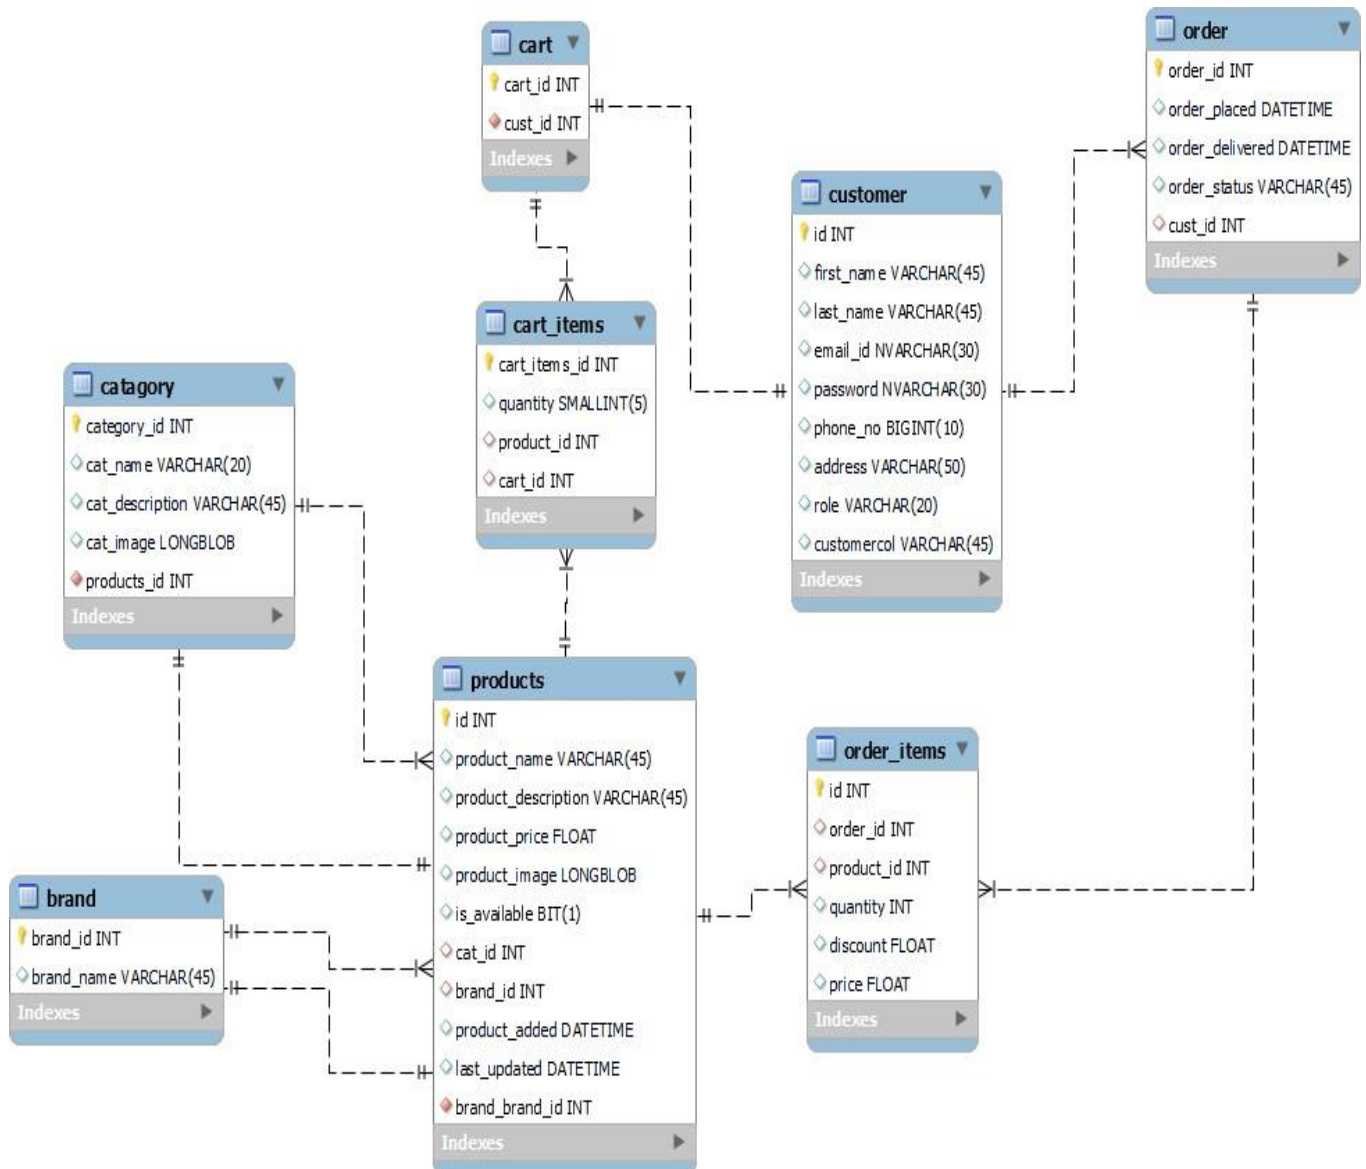 cart
cart_id INT
cust_id INT
Indexes
order
order_id INT
order_placed DATETIME
order_delivered DATETIME
order_status VARCHAR(45)
cust_id INT
Indexes
customer
id INT
first_name VARCHAR(45)
last_name VARCHAR(45)
email_id NVARCHAR(30)
password NVARCHAR(30)
phone_no BIGINT(10)
address VARCHAR(50)
role VARCHAR(20)
customercol VARCHAR(45)
Indexes
cart_items
cart_items_id INT
quantity SMALLINT(5)
product_id INT
cart_id INT
Indexes
catagory
category_id INT
cat_name VARCHAR(20)
cat_description VARCHAR(45)
cat_image LONGBLOB
products_id INT
Indexes
products
id INT
product_name VARCHAR(45)
product_description VARCHAR(45)
product_price FLOAT
product_image LONGBLOB
is_available BIT(1)
cat_id INT
brand_id INT
product_added DATETIME
last_updated DATETIME
brand_brand_id INT
Indexes
order_items
id INT
order_id INT
product_id INT
quantity INT
discount FLOAT
price FLOAT
Indexes
brand
brand_id INT
brand_name VARCHAR(45)
Indexes